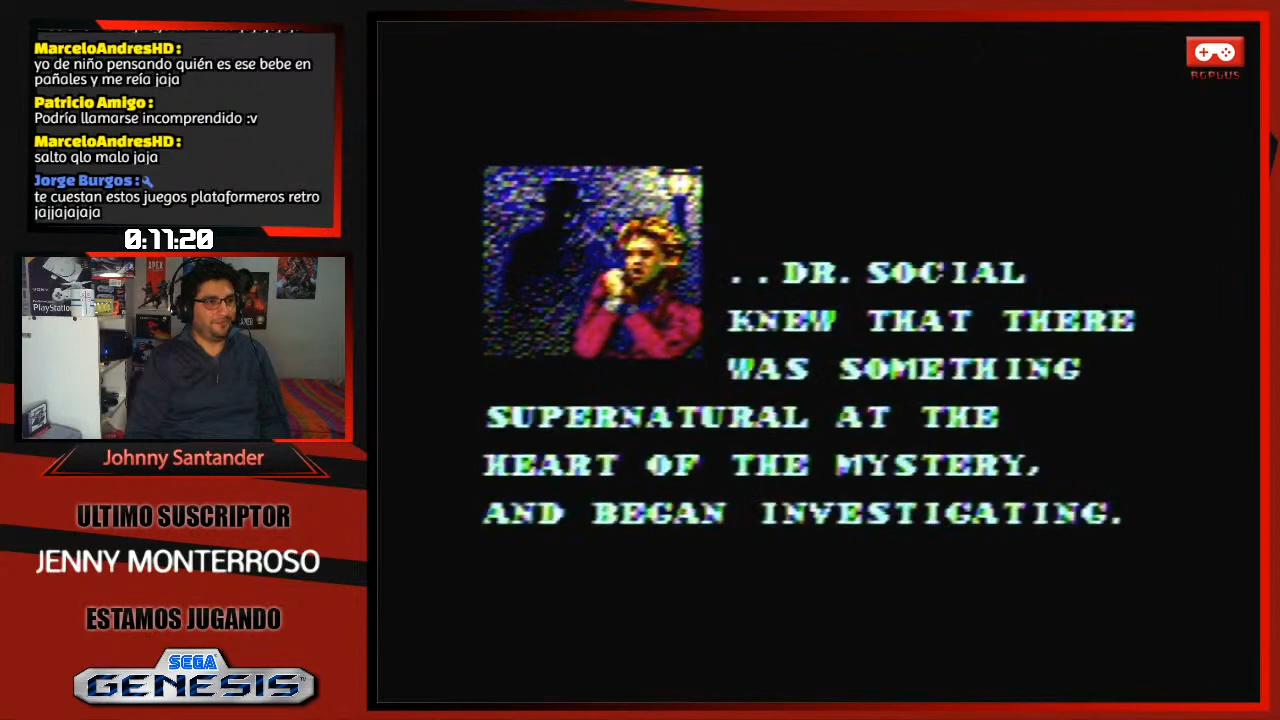 MarceloAndresHD :
yo de niño pensando quién es ese bebe en
pañales y me reía jaja
Patricio Amigo :
Podría llamarse incomprendido :v
MarceloAndresHD :
salto qlo malo jaja
Jorge Burgos :
te cuestan estos juegos plataformeros retro
jajjajajaja
0:11:20
PlayStation
Johnny Santander
ULTIMO SUSCRIPTOR
JENNY MONTERROSO
ESTAMOS JUGANDO
SEGA
GENESIS
RGPLUS
..DR. SOCIAL
KNEW THAT THERE
WAS SOMETHING
SUPERNATURAL AT THE
HEART OF THE MYSTERY,
AND BEGAN INVESTIGATING.